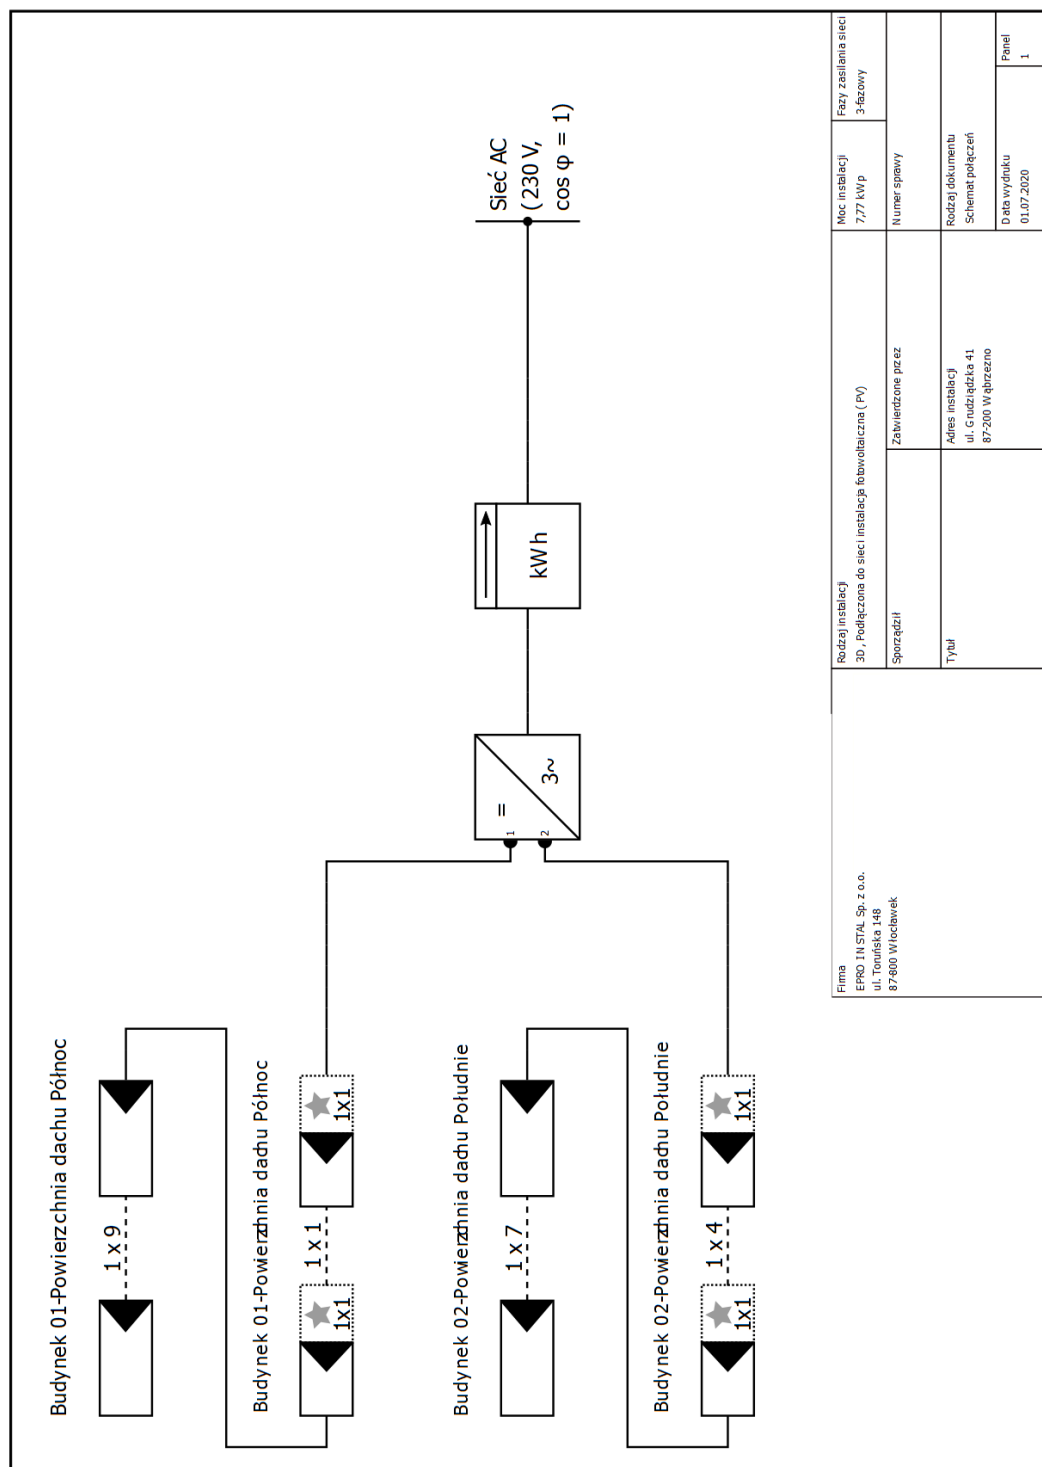 Budynek 01-Powierzchnia dachu Północ
1 x 9
Budynek 01-Powierzchnia dachu Północ
1x1
1 x 1
1x1
Budynek 02-Powierzchnia dachu Południe
1 x 7
Budynek 02-Powierzchnia dachu Południe
1x1
1 x 4
1x1
1
2
=
3~
kWh
Sieć AC
(230 V,
cos φ = 1)
Firma
EPRO INSTAL Sp. z o.o.
ul. Toruńska 148
87-800 Włocławek
Rodzaj instalacji
3D, Podłączona do sieci instalacja fotowoltaiczna (PV)
Moc instalacji
7,77 kWp
Fazy zasilania sieci
3-fazowy
Sporządził
Zatwierdzone przez
Numer sprawy
Tytuł
Adres instalacji
ul. Grudziądzka 41
87-200 Wąbrzezno
Rodzaj dokumentu
Schemat połączeń
Data wydruku
01.07.2020
Panel
1